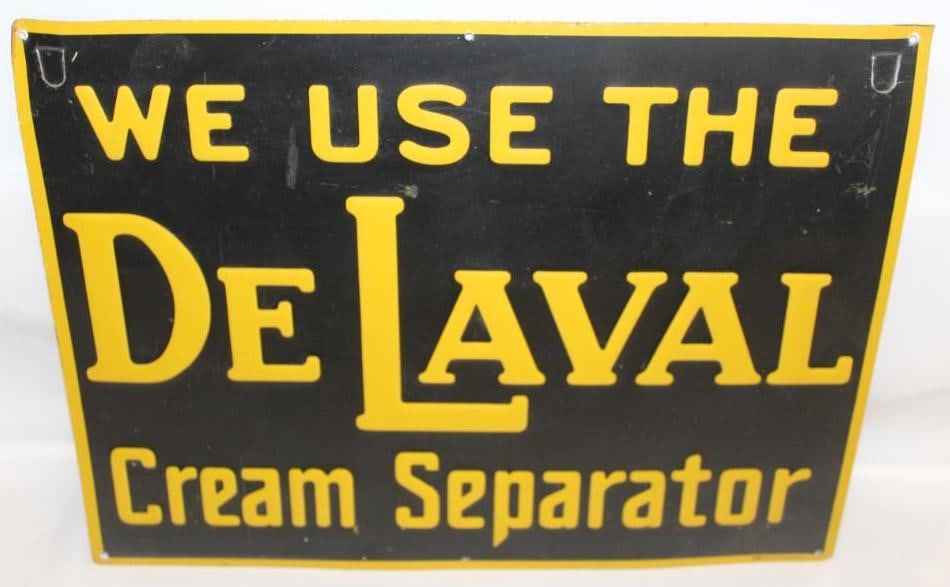 WE USE THE
DE LAVAL
Cream Separator